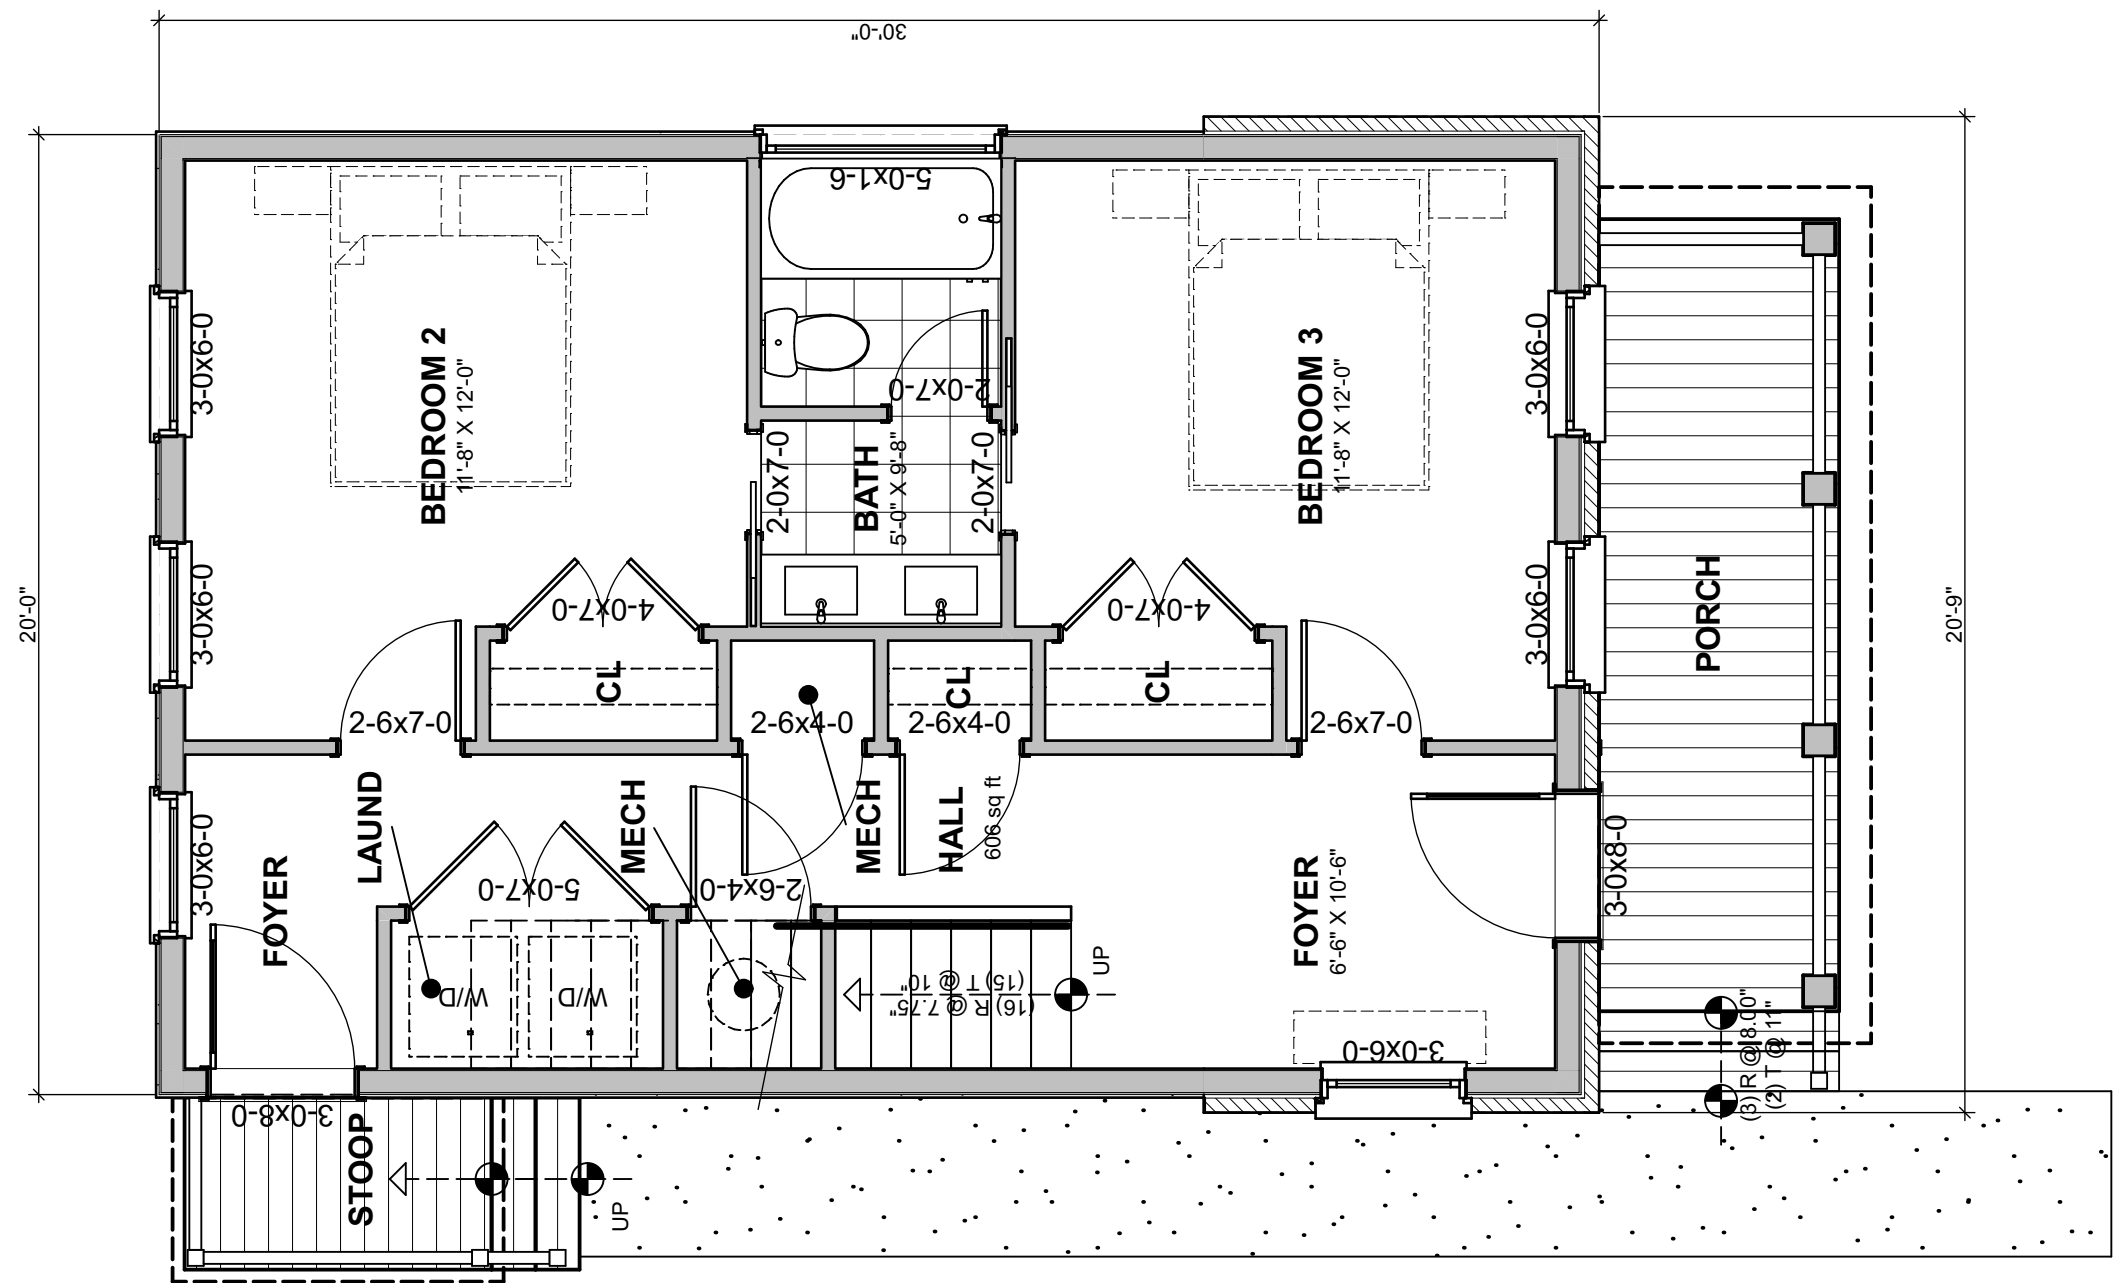 30'-0"
20'-0"
20'-9"
5-0x1-6
3-0x6-0
BEDROOM 2
11'-8" X 12'-0"
2-0x7-0
BEDROOM 3
11'-8" X 12'-0"
3-0x6-0
2-0x7-0
BATH
5'-0" X 9'-8"
2-0x7-0
3-0x6-0
4-0x7-0
4-0x7-0
3-0x6-0
PORCH
CL
CL
CL
2-6x7-0
2-6x4-0
2-6x4-0
2-6x7-0
LAUND
MECH
MECH
HALL
606 sq ft
3-0x6-0
FOYER
5-0x7-0
2-6x4-0
FOYER
6'-6" X 10'-6"
3-0x8-0
W/D
W/D
(16) R @ 7.75"
(15) T @ 10"
UP
3-0x6-0
(3) R @ 8.00"
(2) T @ 11"
3-0x8-0
STOOP
UP